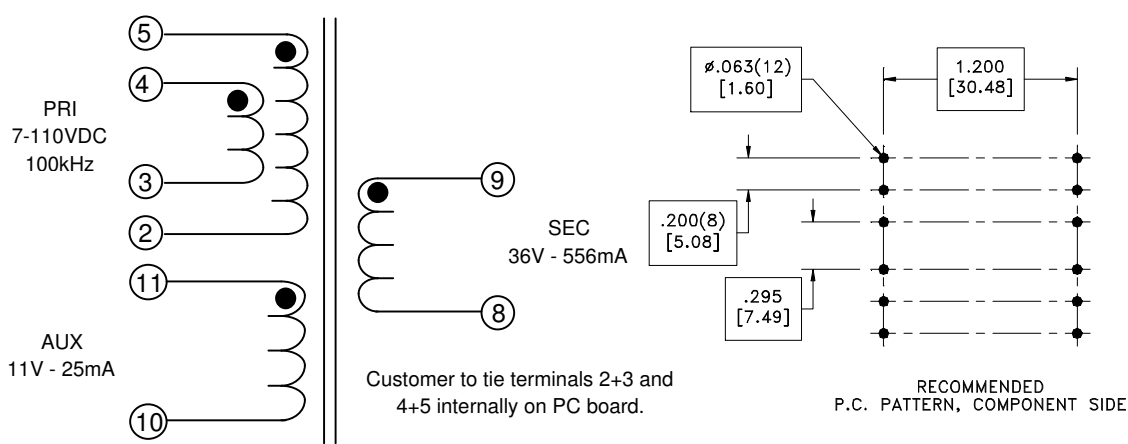 5
4
PRI
7-110VDC
100kHz
3
2
11
AUX
11V - 25mA
10
9
SEC
36V - 556mA
8
Customer to tie terminals 2+3 and
4+5 internally on PC board.
ø.063(12)
[1.60]
1.200
[30.48]
.200(8)
[5.08]
.295
[7.49]
RECOMMENDED
P.C. PATTERN, COMPONENT SIDE